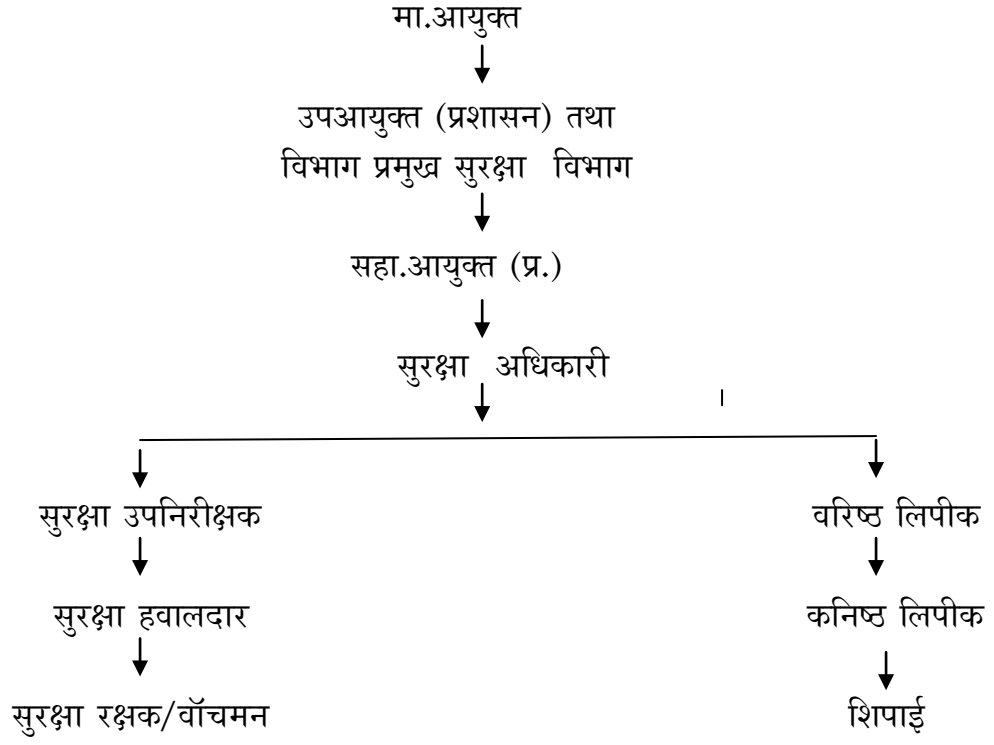 मा.आयुक्त
उपआयुक्त (प्रशासन) तथा
विभाग प्रमुख सुरक्षा विभाग
सहा.आयुक्त (प्र.)
सुरक्षा अधिकारी
सुरक्षा उपनिरीक्षक
वरिष्ठ लिपीक
सुरक्षा हवालदार
कनिष्ठ लिपीक
सुरक्षा रक्षक/वॉचमन
शिपाई